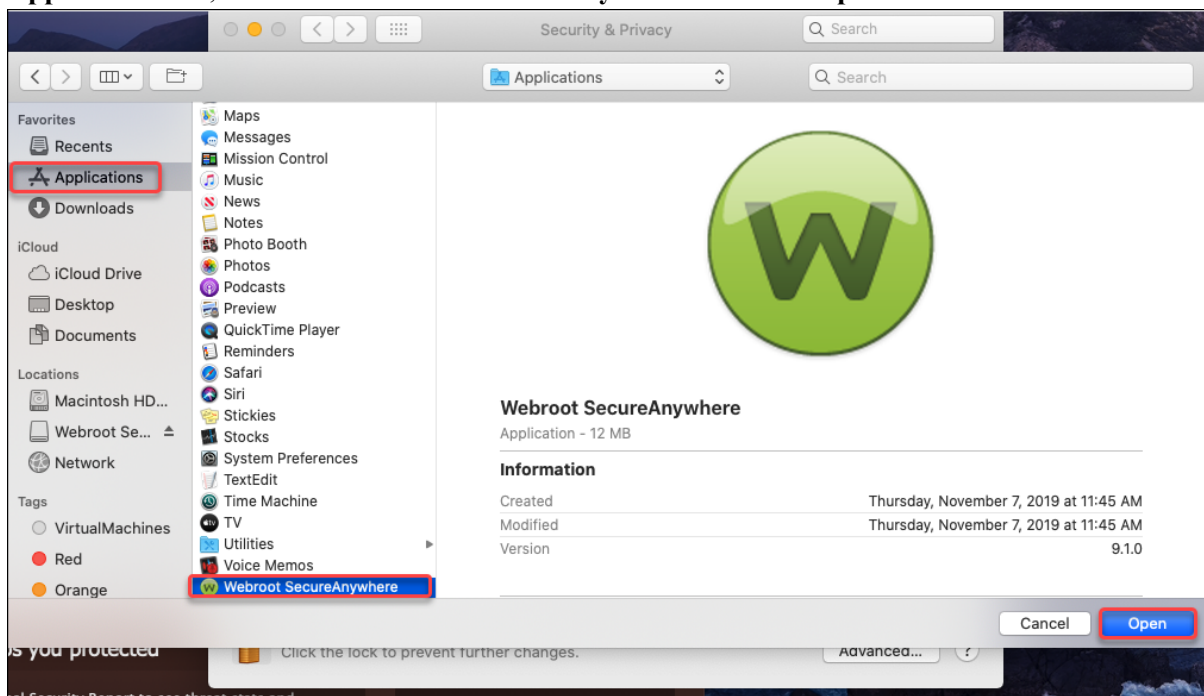 Security & Privacy
Search
Applications
Search
Favorites
Recents
Applications
Downloads
iCloud
iCloud Drive
Desktop
Documents
Locations
Macintosh HD...
Webroot Se...
Network
Tags
VirtualMachines
Red
Orange
Maps
Messages
Mission Control
Music
News
Notes
Photo Booth
Photos
Podcasts
Preview
QuickTime Player
Reminders
Safari
Siri
Stickies
Stocks
System Preferences
TextEdit
Time Machine
TV
Utilities
Voice Memos
Webroot SecureAnywhere
W
Webroot SecureAnywhere
Application - 12 MB
Information
Created Thursday, November 7, 2019 at 11:45 AM
Modified Thursday, November 7, 2019 at 11:45 AM
Version 9.1.0
Cancel Open
you protected
Click the lock to prevent further changes.
Advanced... ?